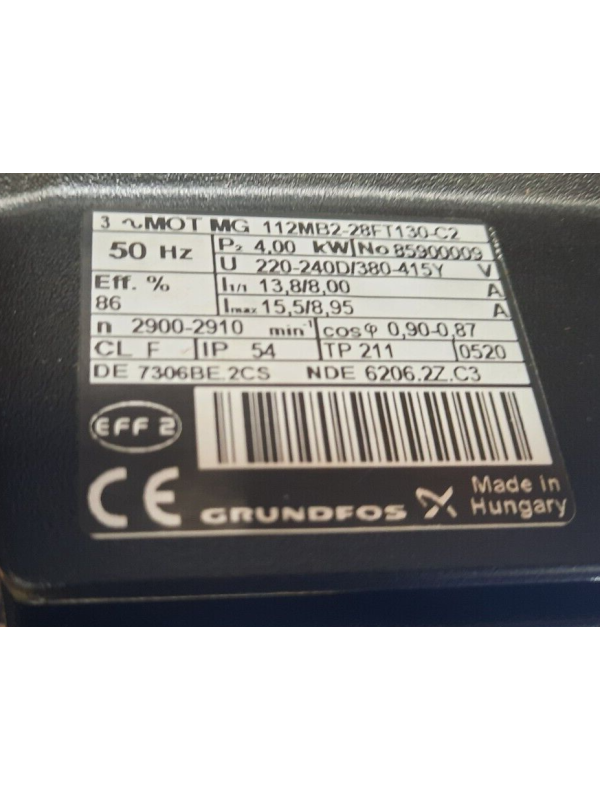 3 ∿MOT MG 112MB2-28FT130-C2
50 Hz
P₂ 4,00 kW No 85900009
U 220-240D/380-415Y V
Eff. %
86
I₁/₁ 13,8/8,00 A
Imax 15,5/8,95 A
n 2900-2910 min⁻¹ cosφ 0,90-0,87
CL F IP 54 TP 211 0520
DE 7306BE.2CS NDE 6206.2Z.C3
EFF 2
CE GRUNDFOS
Made in
Hungary